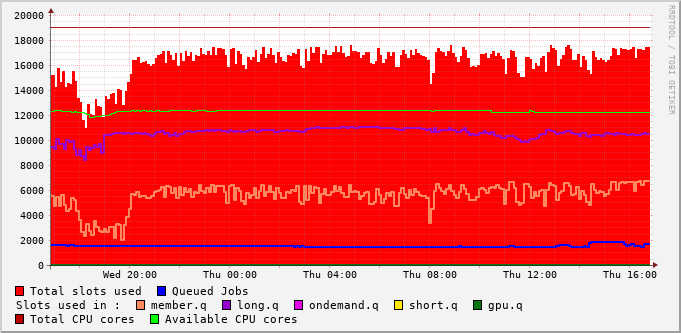 RRDTOOL / TOBI OETIKER
20000
18000
16000
14000
12000
10000
8000
6000
4000
2000
0
Wed 20:00 Thu 00:00 Thu 04:00 Thu 08:00 Thu 12:00 Thu 16:00
Total slots used Queued Jobs
Slots used in : member.q long.q ondemand.q short.q gpu.q
Total CPU cores Available CPU cores